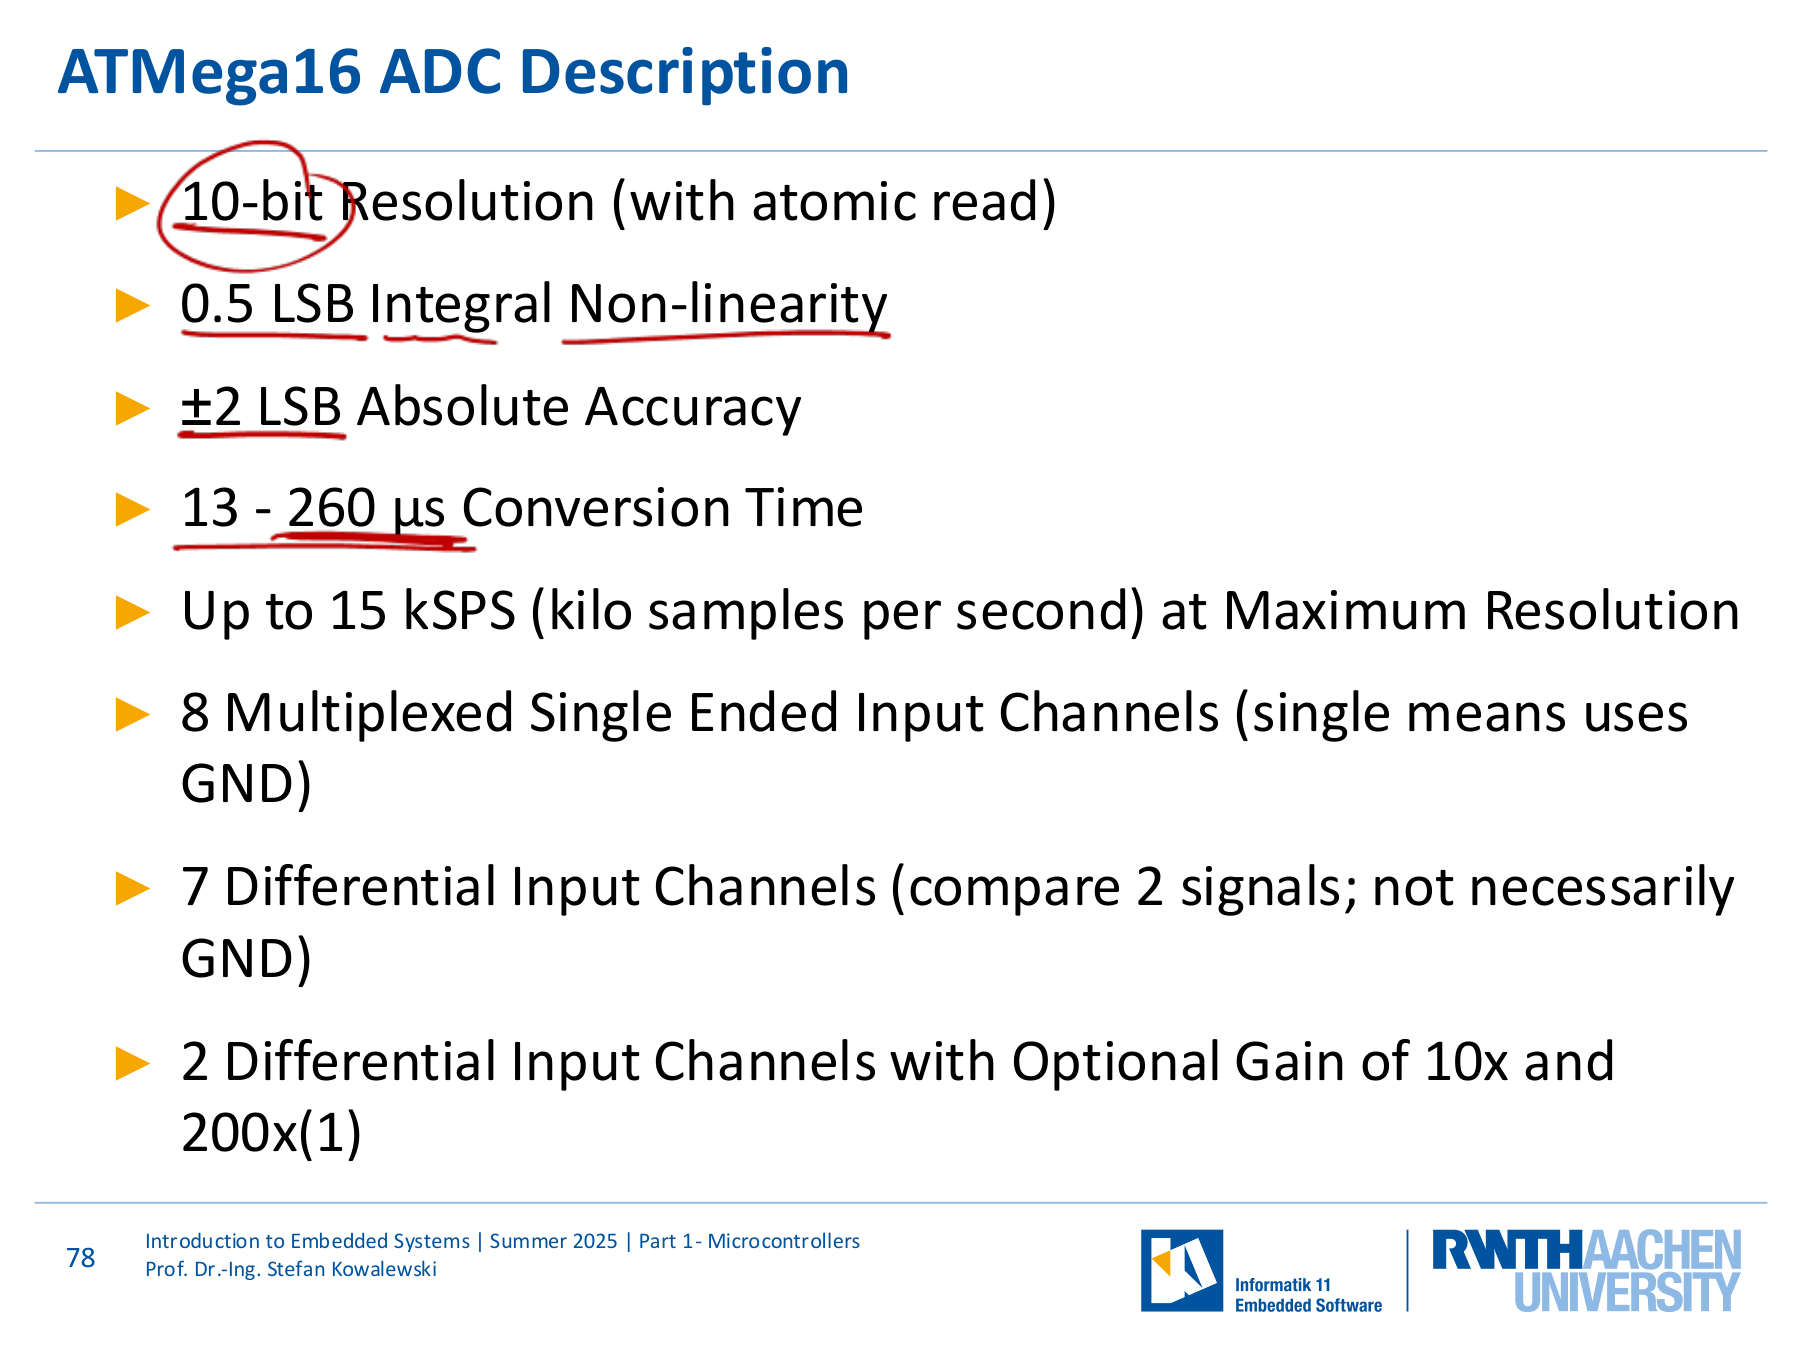 ATMega16 ADC Description
► 10-bit Resolution (with atomic read)
► 0.5 LSB Integral Non-linearity
► ±2 LSB Absolute Accuracy
► 13 - 260 µs Conversion Time
► Up to 15 kSPS (kilo samples per second) at Maximum Resolution
► 8 Multiplexed Single Ended Input Channels (single means uses
GND)
► 7 Differential Input Channels (compare 2 signals; not necessarily
GND)
► 2 Differential Input Channels with Optional Gain of 10x and
200x(1)
78
Introduction to Embedded Systems | Summer 2025 | Part 1- Microcontrollers
Prof. Dr.-Ing. Stefan Kowalewski
Informatik 11
Embedded Software
RWTHAACHEN
UNIVERSITY